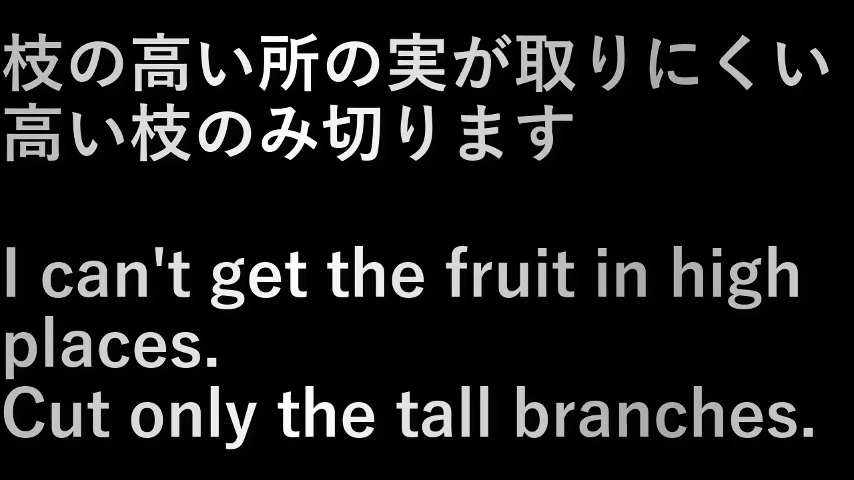 枝の高い所の実が取りにくい
高い枝のみ切ります
I can't get the fruit in high
places.
Cut only the tall branches.